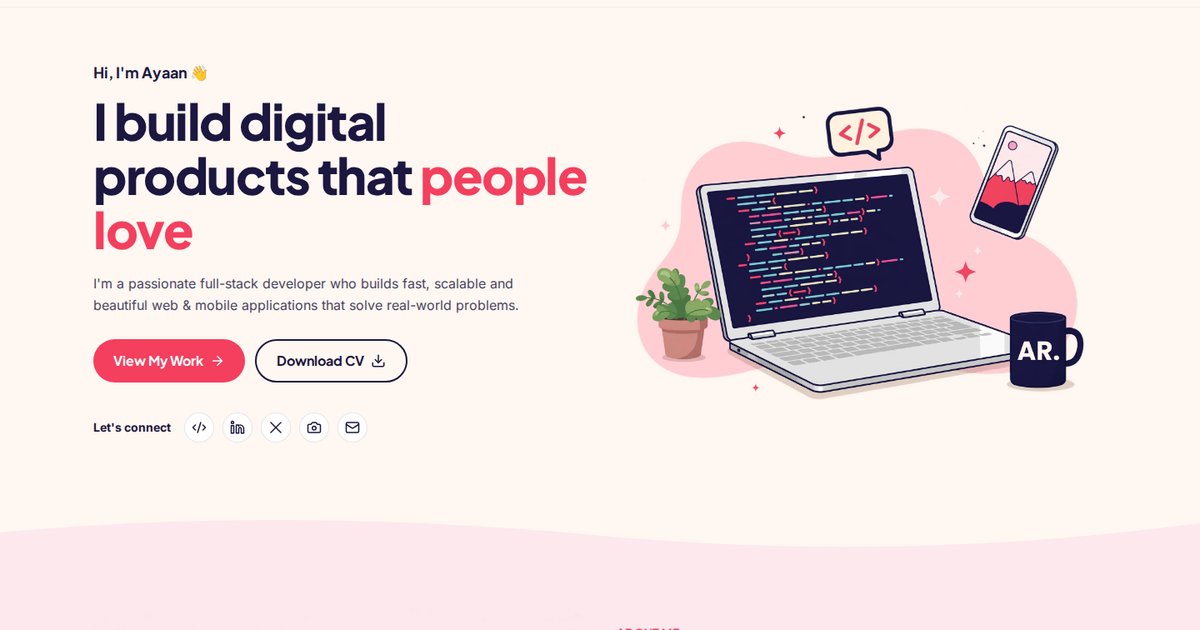 Hi, I'm Ayaan 👋
I build digital
products that people
love
I'm a passionate full-stack developer who builds fast, scalable and
beautiful web & mobile applications that solve real-world problems.
View My Work →
Download CV
Let's connect
</>
AR.